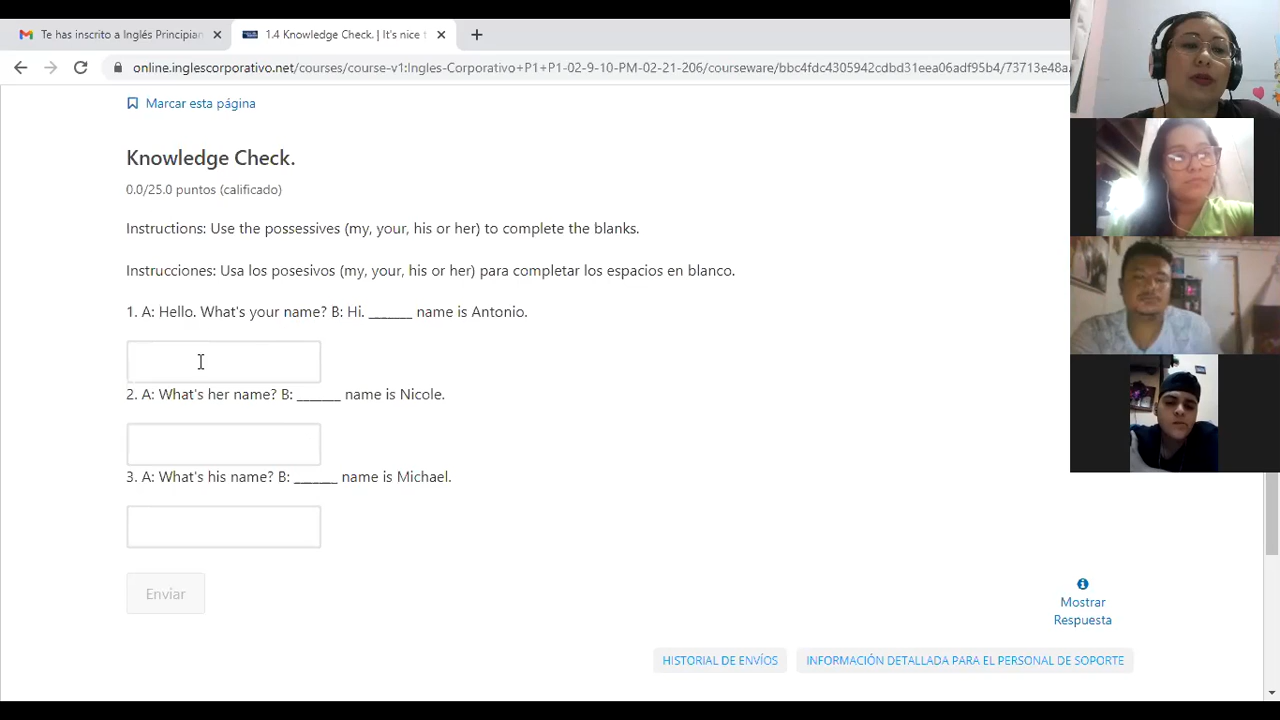 Te has inscrito a Inglés Principian
1.4 Knowledge Check. | It's nice t
online.inglescorporativo.net/courses/course-v1:Ingles-Corporativo+P1+P1-02-9-10-PM-02-21-206/courseware/bbc4fdc4305942cdbd31eea06adf95b4/73713e48a
Marcar esta página
Knowledge Check.
0.0/25.0 puntos (calificado)
Instructions: Use the possessives (my, your, his or her) to complete the blanks.
Instrucciones: Usa los posesivos (my, your, his or her) para completar los espacios en blanco.
1. A: Hello. What's your name? B: Hi. _______ name is Antonio.
2. A: What's her name? B: _______ name is Nicole.
3. A: What's his name? B: _______ name is Michael.
Enviar
Mostrar
Respuesta
HISTORIAL DE ENVÍOS
INFORMACIÓN DETALLADA PARA EL PERSONAL DE SOPORTE